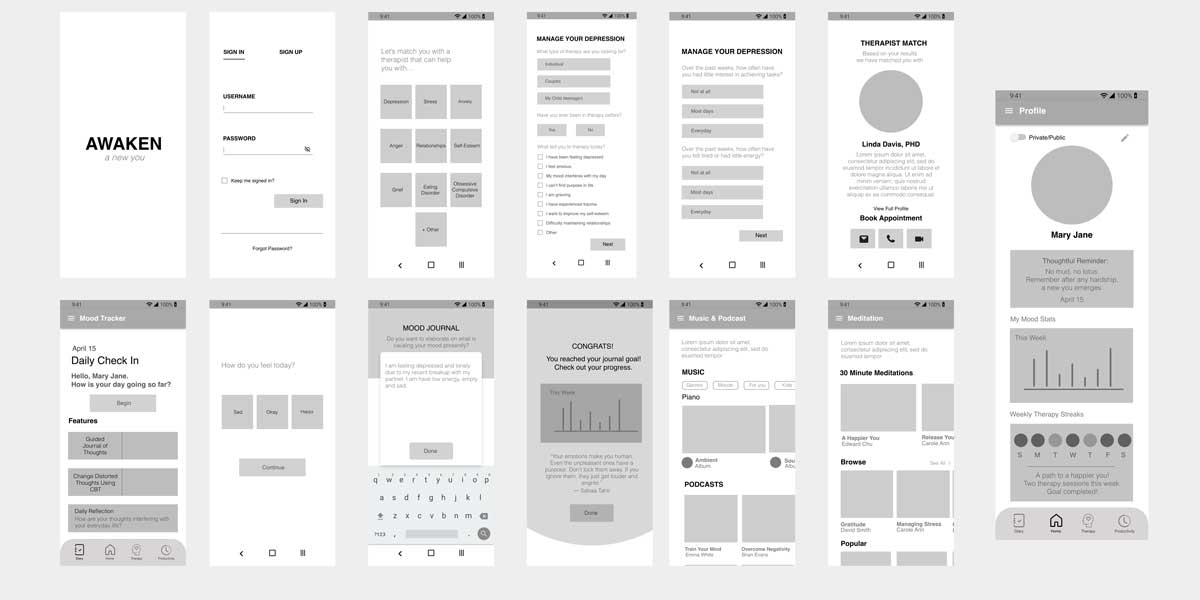 AWAKEN
a new you
SIGN IN
SIGN UP
USERNAME
PASSWORD
Keep me signed in?
Sign In
Forgot Password?
9:41
100%
Let's match you with a
therapist that can help
you with...
Depression
Stress
Anxiety
Anger
Relationships
Self-Esteem
Grief
Eating
Disorder
Obsessive
Compulsive
Disorder
+ Other
9:41
100%
MANAGE YOUR DEPRESSION
What type of therapy are you looking for?
Individual
Couples
My Child (teenager)
Have you ever been in therapy before?
Yes
No
What led you to therapy today?
I have been feeling depressed
I feel anxious
My mood interferes with my day
I can't find purpose in life
I am grieving
I have experienced trauma
I want to improve my self-esteem
Difficulty maintaining relationships
Other
Next
9:41
100%
MANAGE YOUR DEPRESSION
Over the past weeks, how often have
you had little interest in achieving tasks?
Not at all
Most days
Everyday
Over the past weeks, how often have
you felt tired or had little energy?
Not at all
Most days
Everyday
Next
9:41
100%
THERAPIST MATCH
Based on your results
we have matched you with
Linda Davis, PHD
Lorem ipsum dolor sit amet,
consectetur adipiscing elit, sed do
eiusmod tempor incididunt ut labore et
dolore magna aliqua. Ut enim ad
minim veniam, quis nostrud
exercitation ullamco laboris nisi ut
aliquip ex ea commodo consequat
View Full Profile
Book Appointment
9:41
100%
Profile
Private/Public
Mary Jane
Thoughtful Reminder:
No mud, no lotus.
Remember after any hardship,
a new you emerges
April 15
My Mood Stats
This Week
Weekly Therapy Streaks
S M T W T F S
A path to a happier you!
Two therapy sessions this week
Goal completed!
Diary
Home
Therapy
Productivity
9:41
100%
Mood Tracker
April 15
Daily Check In
Hello, Mary Jane.
How is your day going so far?
Begin
Features
Guided
Journal of
Thoughts
Change Distorted
Thoughts Using
CBT
Daily Reflection
How are your thoughts interfering with
your everyday life?
Diary
Home
Therapy
Productivity
9:41
100%
How do you feel today?
Sad
Okay
Happy
Continue
9:41
100%
MOOD JOURNAL
Do you want to elaborate on what is
causing your mood presently?
I am feeling depressed and lonely
due to my recent breakup with my
partner. I am have low energy, empty
and sad.
Done
q w e r t y u i o p
a s d f g h j k l
z x c v b n m
?123 , .
9:41
100%
CONGRATS!
You reached your journal goal!
Check out your progress.
This Week
"Your emotions make you human.
Even the unpleasant ones have a
purpose. Don't lock them away. If you
ignore them, they just get louder and
angrier."
— Sabaa Tahir
Done
9:41
100%
Music & Podcast
Lorem ipsum dolor sit amet,
consectetur adipiscing elit, sed do
eiusmod tempor
MUSIC
Genres
Moods
For you
Kids
Piano
Ambient
Album
Sou
Albu
PODCASTS
Train Your Mind
Emma White
Overcome Negativity
Shan Evans
9:41
100%
Meditation
Lorem ipsum dolor sit amet,
consectetur adipiscing elit, sed do
eiusmod tempor
30 Minute Meditations
A Happier You
Edward Chu
Release You
Carole Ann
Browse
See All
Gratitude
David Smith
Managing Stress
Carole Ann
Popular